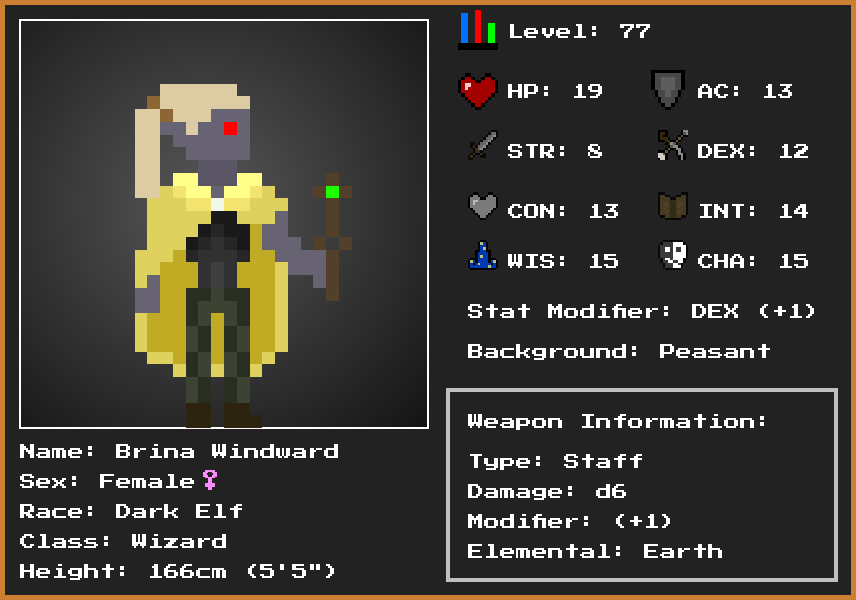 Level: 77
HP: 19
AC: 13
STR: 8
DEX: 12
CON: 13
INT: 14
WIS: 15
CHA: 15
Stat Modifier: DEX (+1)
Background: Peasant
Weapon Information:
Type: Staff
Damage: d6
Modifier: (+1)
Elemental: Earth
Name: Brina Windward
Sex: Female♀
Race: Dark Elf
Class: Wizard
Height: 166cm (5'5")